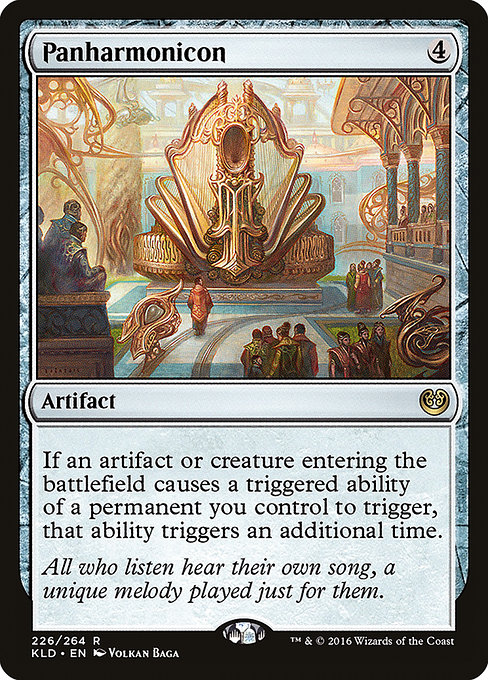 Panharmonicon 4
Artifact
If an artifact or creature entering the
battlefield causes a triggered ability
of a permanent you control to trigger,
that ability triggers an additional time.
All who listen hear their own song, a
unique melody played just for them.
226/264 R
KLD • EN Volkan Baga
™ & © 2016 Wizards of the Coast